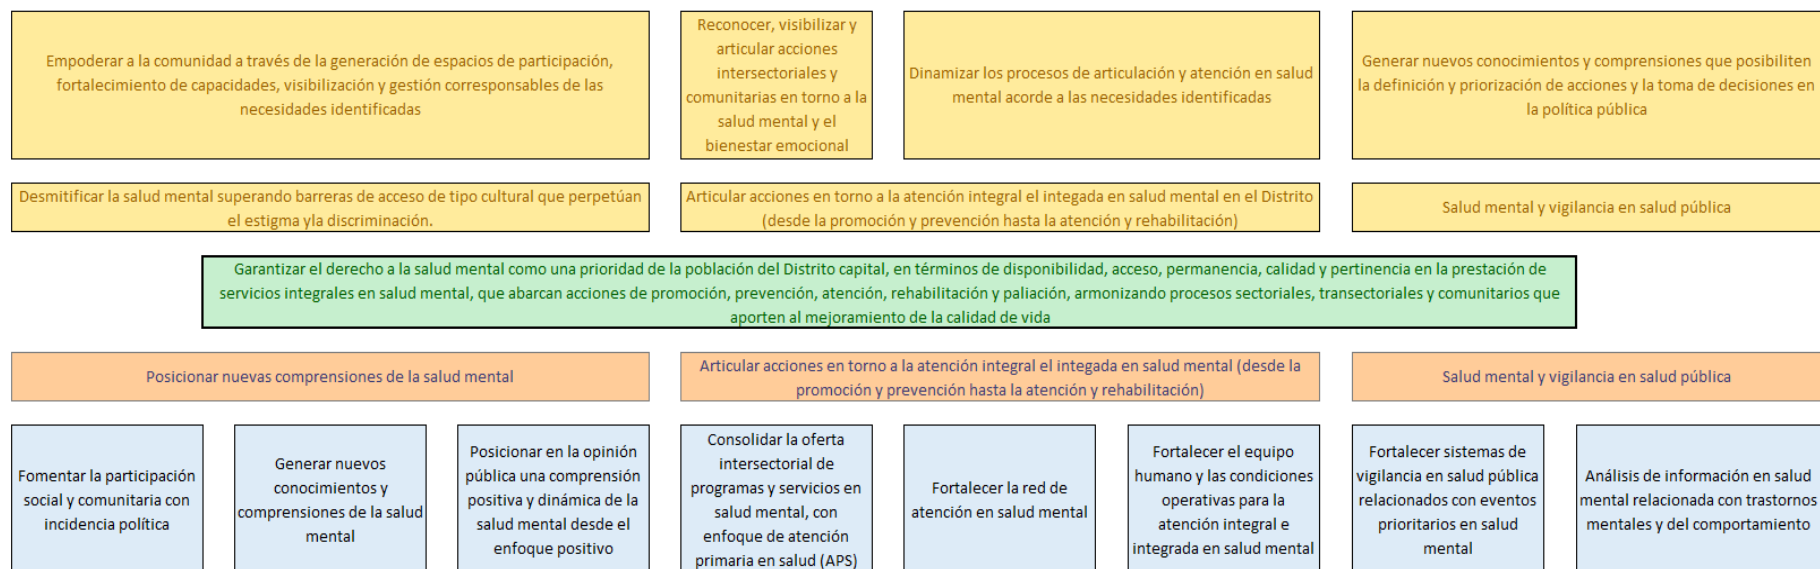 Empoderar a la comunidad a través de la generación de espacios de participación,
fortalecimiento de capacidades, visibilización y gestión corresponsables de las
necesidades identificadas
Reconocer, visibilizar y
articular acciones
intersectoriales y
comunitarias en torno a la
salud mental y el
bienestar emocional
Dinamizar los procesos de articulación y atención en salud
mental acorde a las necesidades identificadas
Generar nuevos conocimientos y comprensiones que posibiliten
la definición y priorización de acciones y la toma de decisiones en
la política pública
Desmitificar la salud mental superando barreras de acceso de tipo cultural que perpetúan
el estigma yla discriminación.
Articular acciones en torno a la atención integral el integada en salud mental en el Distrito
(desde la promoción y prevención hasta la atención y rehabilitación)
Salud mental y vigilancia en salud pública
Garantizar el derecho a la salud mental como una prioridad de la población del Distrito capital, en términos de disponibilidad, acceso, permanencia, calidad y pertinencia en la prestación de
servicios integrales en salud mental, que abarcan acciones de promoción, prevención, atención, rehabilitación y paliación, armonizando procesos sectoriales, transectoriales y comunitarios que
aporten al mejoramiento de la calidad de vida
Posicionar nuevas comprensiones de la salud mental
Articular acciones en torno a la atención integral el integada en salud mental (desde la
promoción y prevención hasta la atención y rehabilitación)
Salud mental y vigilancia en salud pública
Fomentar la participación
social y comunitaria con
incidencia política
Generar nuevos
conocimientos y
comprensiones de la salud
mental
Posicionar en la opinión
pública una comprensión
positiva y dinámica de la
salud mental desde el
enfoque positivo
Consolidar la oferta
intersectorial de
programas y servicios en
salud mental, con
enfoque de atención
primaria en salud (APS)
Fortalecer la red de
atención en salud mental
Fortalecer el equipo
humano y las condiciones
operativas para la
atención integral e
integrada en salud mental
Fortalecer sistemas de
vigilancia en salud pública
relacionados con eventos
prioritarios en salud
mental
Análisis de información en salud
mental relacionada con trastornos
mentales y del comportamiento